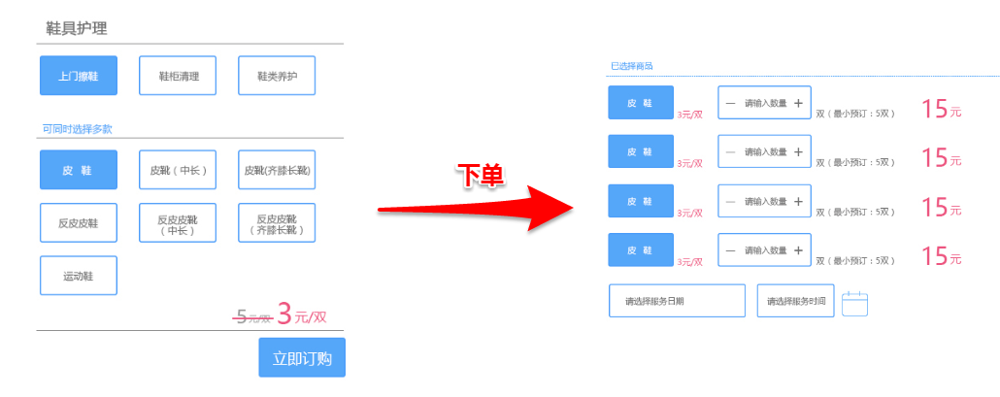 鞋具护理
上门擦鞋
鞋柜清理
鞋类养护
可同时选择多款
皮 鞋
皮靴（中长）
皮靴(齐膝长靴)
反皮皮鞋
反皮皮靴
（中长）
反皮皮靴
（齐膝长靴）
运动鞋
5元/双 3元/双
立即订购
下单
已选择商品
皮 鞋 3元/双 — 请输入数量 + 双（最小预订：5双） 15元
皮 鞋 3元/双 — 请输入数量 + 双（最小预订：5双） 15元
皮 鞋 3元/双 — 请输入数量 + 双（最小预订：5双） 15元
皮 鞋 3元/双 — 请输入数量 + 双（最小预订：5双） 15元
请选择服务日期
请选择服务时间